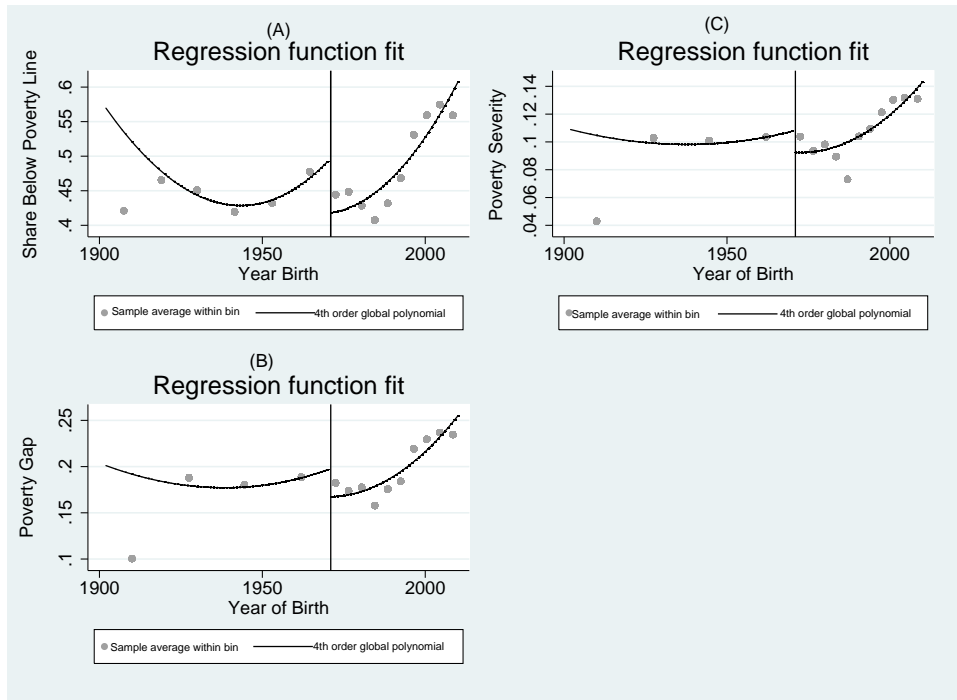 (A)
Regression function fit
Share Below Poverty Line
.6
.55
.5
.45
.4
1900
1950
2000
Year Birth
Sample average within bin
4th order global polynomial
(C)
Regression function fit
Poverty Severity
.14
.12
.1
.08
.06
.04
1900
1950
2000
Year of Birth
Sample average within bin
4th order global polynomial
(B)
Regression function fit
Poverty Gap
.25
.2
.15
.1
1900
1950
2000
Year of Birth
Sample average within bin
4th order global polynomial